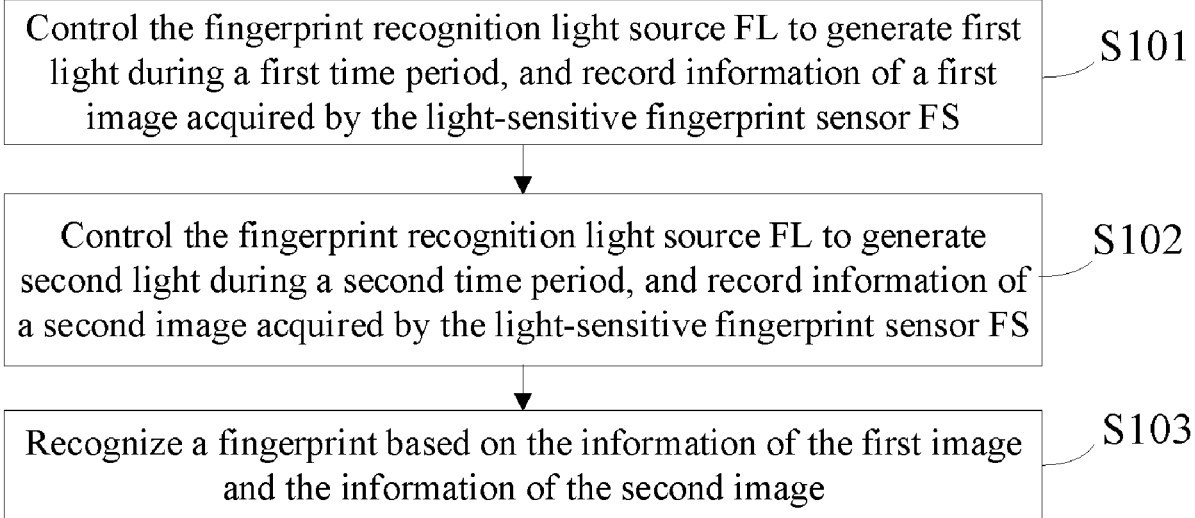 Control the fingerprint recognition light source FL to generate first
light during a first time period, and record information of a first
image acquired by the light-sensitive fingerprint sensor FS
S101
Control the fingerprint recognition light source FL to generate
second light during a second time period, and record information of
a second image acquired by the light-sensitive fingerprint sensor FS
S102
Recognize a fingerprint based on the information of the first image
and the information of the second image
S103